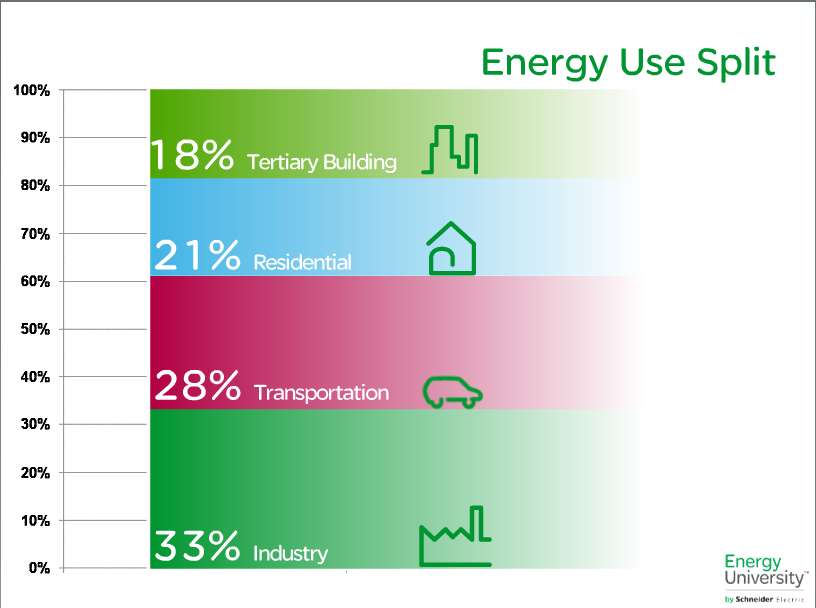 Energy Use Split
100%
90%
18% Tertiary Building
80%
70%
21% Residential
60%
50%
40%
28% Transportation
30%
20%
10%
33% Industry
0%
Energy
University™
by Schneider Electric